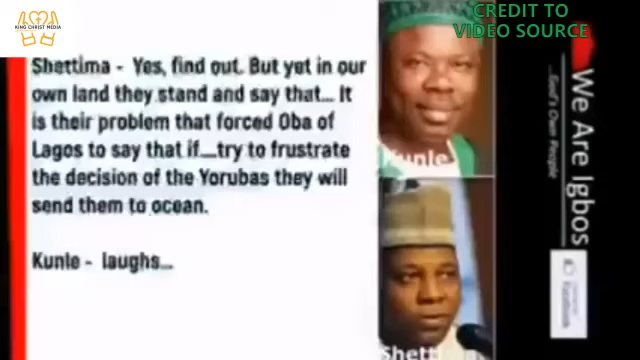 KING CHRIST MEDIA
CREDIT TO
VIDEO SOURCE
Shettima - Yes, find out. But yet in our
own land they stand and say that... It
is their problem that forced Oba of
Lagos to say that if....try to frustrate
the decision of the Yorubas they will
send them to ocean.
Kunle - laughs...
Kunle
Shettima
We Are Igbos
...God's Own People
Facebook